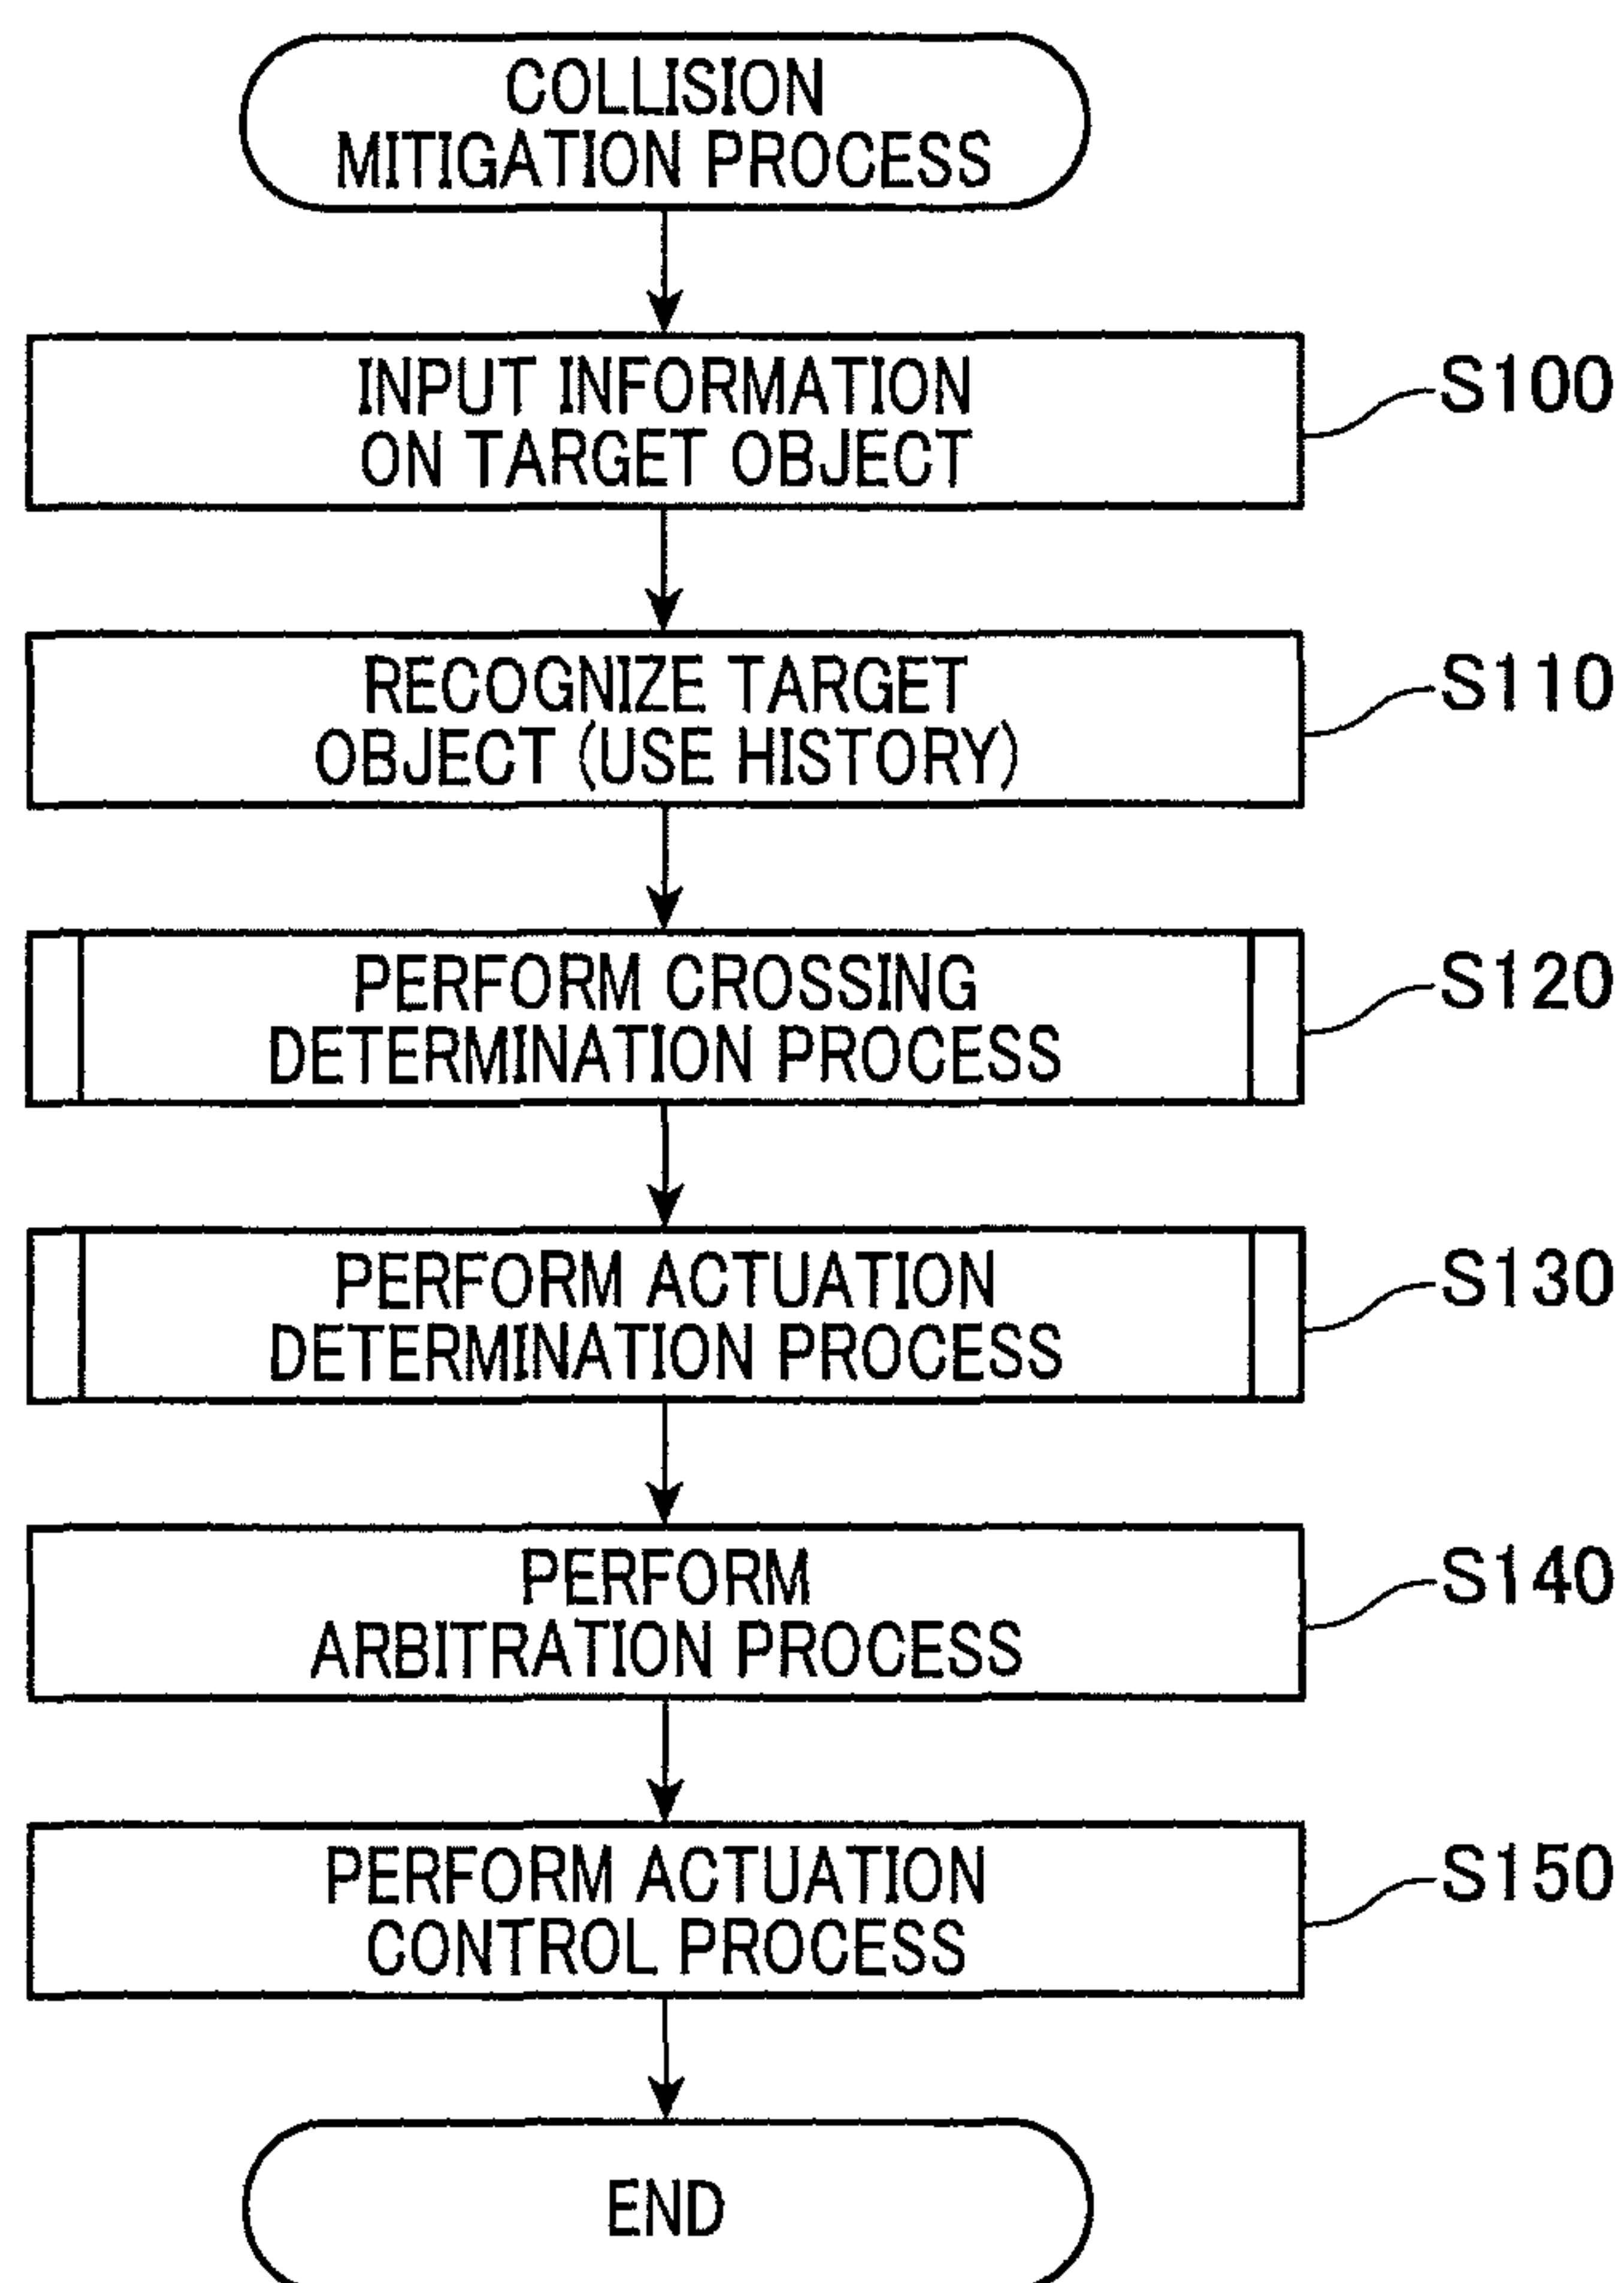 COLLISION
MITIGATION PROCESS
INPUT INFORMATION
ON TARGET OBJECT
S100
RECOGNIZE TARGET
OBJECT (USE HISTORY)
S110
PERFORM CROSSING
DETERMINATION PROCESS
S120
PERFORM ACTUATION
DETERMINATION PROCESS
S130
PERFORM
ARBITRATION PROCESS
S140
PERFORM ACTUATION
CONTROL PROCESS
S150
END